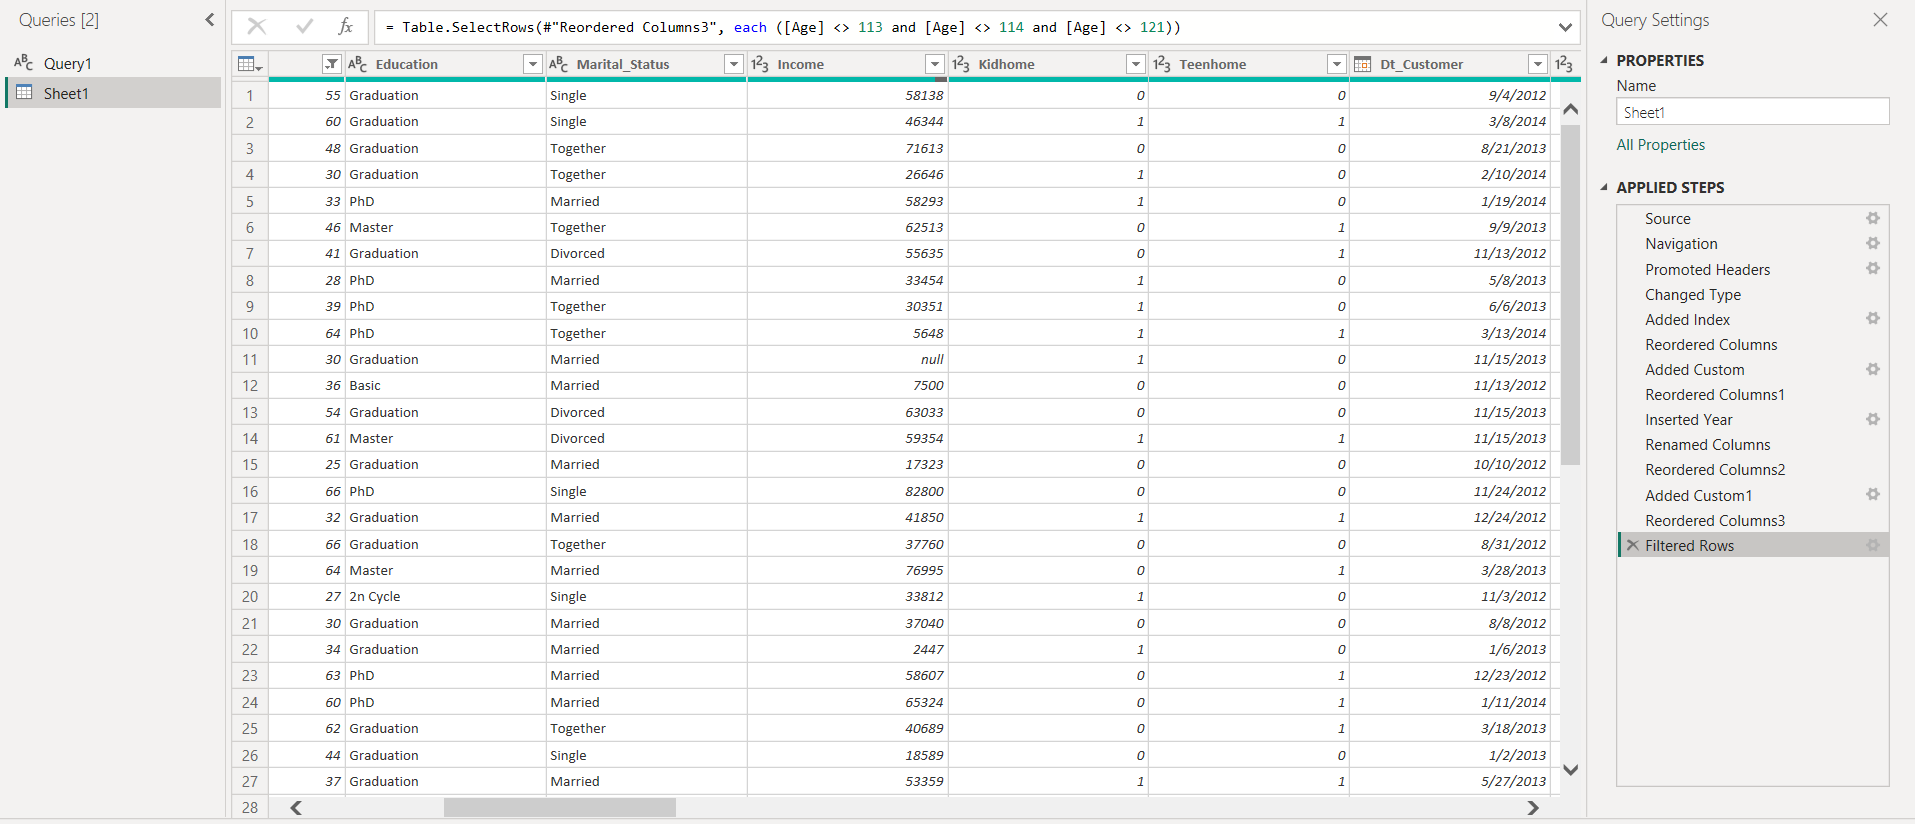 Queries [2]
Query1
Sheet1
fx = Table.SelectRows(#"Reordered Columns3", each ([Age] <> 113 and [Age] <> 114 and [Age] <> 121))
ABC Education ABC Marital_Status 123 Income 123 Kidhome 123 Teenhome Dt_Customer 123
1 55 Graduation Single 58138 0 0 9/4/2012
2 60 Graduation Single 46344 1 1 3/8/2014
3 48 Graduation Together 71613 0 0 8/21/2013
4 30 Graduation Together 26646 1 0 2/10/2014
5 33 PhD Married 58293 1 0 1/19/2014
6 46 Master Together 62513 0 1 9/9/2013
7 41 Graduation Divorced 55635 0 1 11/13/2012
8 28 PhD Married 33454 1 0 5/8/2013
9 39 PhD Together 30351 1 0 6/6/2013
10 64 PhD Together 5648 1 1 3/13/2014
11 30 Graduation Married null 1 0 11/15/2013
12 36 Basic Married 7500 0 0 11/13/2012
13 54 Graduation Divorced 63033 0 0 11/15/2013
14 61 Master Divorced 59354 1 1 11/15/2013
15 25 Graduation Married 17323 0 0 10/10/2012
16 66 PhD Single 82800 0 0 11/24/2012
17 32 Graduation Married 41850 1 1 12/24/2012
18 66 Graduation Together 37760 0 0 8/31/2012
19 64 Master Married 76995 0 1 3/28/2013
20 27 2n Cycle Single 33812 1 0 11/3/2012
21 30 Graduation Married 37040 0 0 8/8/2012
22 34 Graduation Married 2447 1 0 1/6/2013
23 63 PhD Married 58607 0 1 12/23/2012
24 60 PhD Married 65324 0 1 1/11/2014
25 62 Graduation Together 40689 0 1 3/18/2013
26 44 Graduation Single 18589 0 0 1/2/2013
27 37 Graduation Married 53359 1 1 5/27/2013
28
Query Settings
PROPERTIES
Name
Sheet1
All Properties
APPLIED STEPS
Source
Navigation
Promoted Headers
Changed Type
Added Index
Reordered Columns
Added Custom
Reordered Columns1
Inserted Year
Renamed Columns
Reordered Columns2
Added Custom1
Reordered Columns3
Filtered Rows